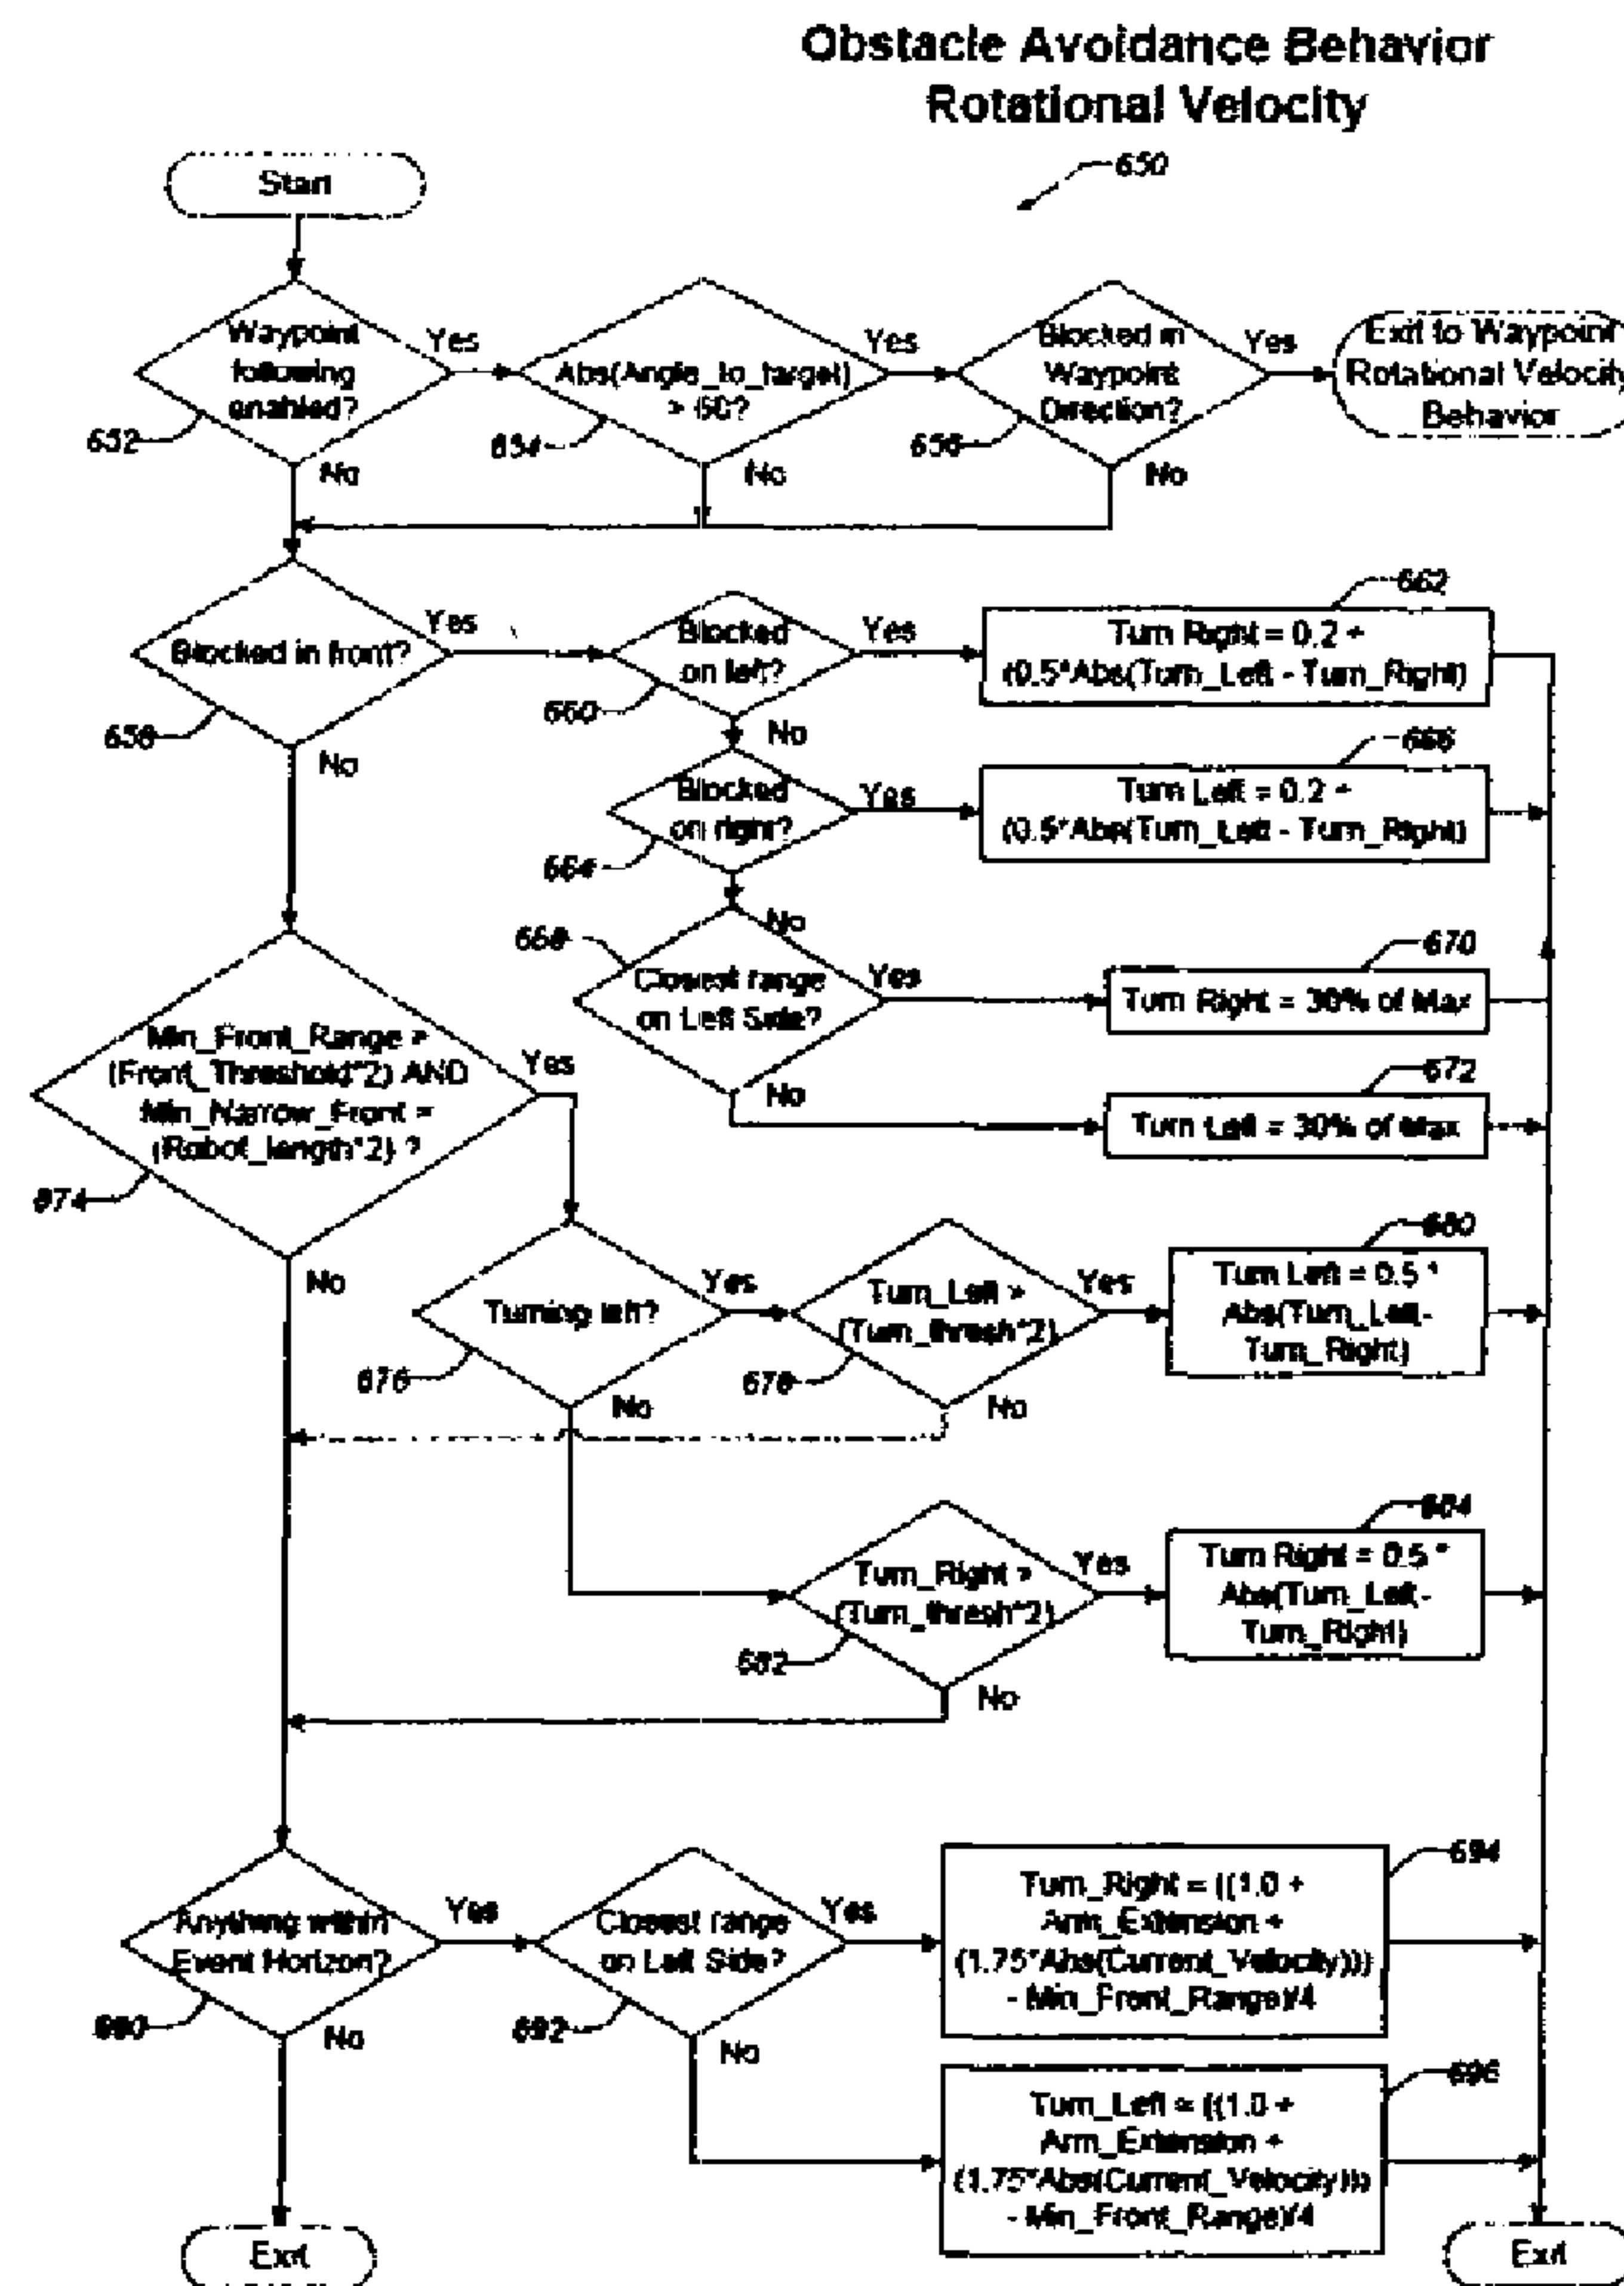 Obstacle Avoidance Behavior
Rotational Velocity
650
Start
Waypoint
following
enabled?
Yes
652
No
Abs(Angle_to_target)
> 60?
Yes
654
No
Blocked in
Waypoint
Direction?
Yes
656
No
Exit to Waypoint
Rotational Velocity
Behavior
Blocked in front?
Yes
658
No
Blocked
on left?
Yes
660
No
662
Turn Right = 0.2 +
(0.5*Abs(Turn_Left - Turn_Right)
Blocked
on right?
Yes
664
No
666
Turn Left = 0.2 +
(0.5*Abs(Turn_Left - Turn_Right)
668
Closest range
on Left Side?
Yes
No
670
Turn Right = 30% of Max
672
Turn Left = 30% of Max
Min_Front_Range
(Front_Threshold*2) AND
Min_Narrow_Front
(Robot_length*2) ?
Yes
674
No
Turning left?
Yes
676
No
Turn_Left >
(Turn_thresh*2)
Yes
678
No
680
Turn Left = 0.5 *
Abs(Turn_Left-
Turn_Right)
Turn_Right >
(Turn_thresh*2)
Yes
682
No
684
Turn Right = 0.5 *
Abs(Turn_Left-
Turn_Right)
Anything within
Event Horizon?
Yes
690
No
Closest range
on Left Side?
Yes
692
No
694
Turn_Right = ((1.0 +
Arm_Extension +
(1.75*Abs(Current_Velocity)))
- Min_Front_Range)/4
696
Turn_Left = ((1.0 +
Arm_Extension +
(1.75*Abs(Current_Velocity)))
- Min_Front_Range)/4
Exit
Exit